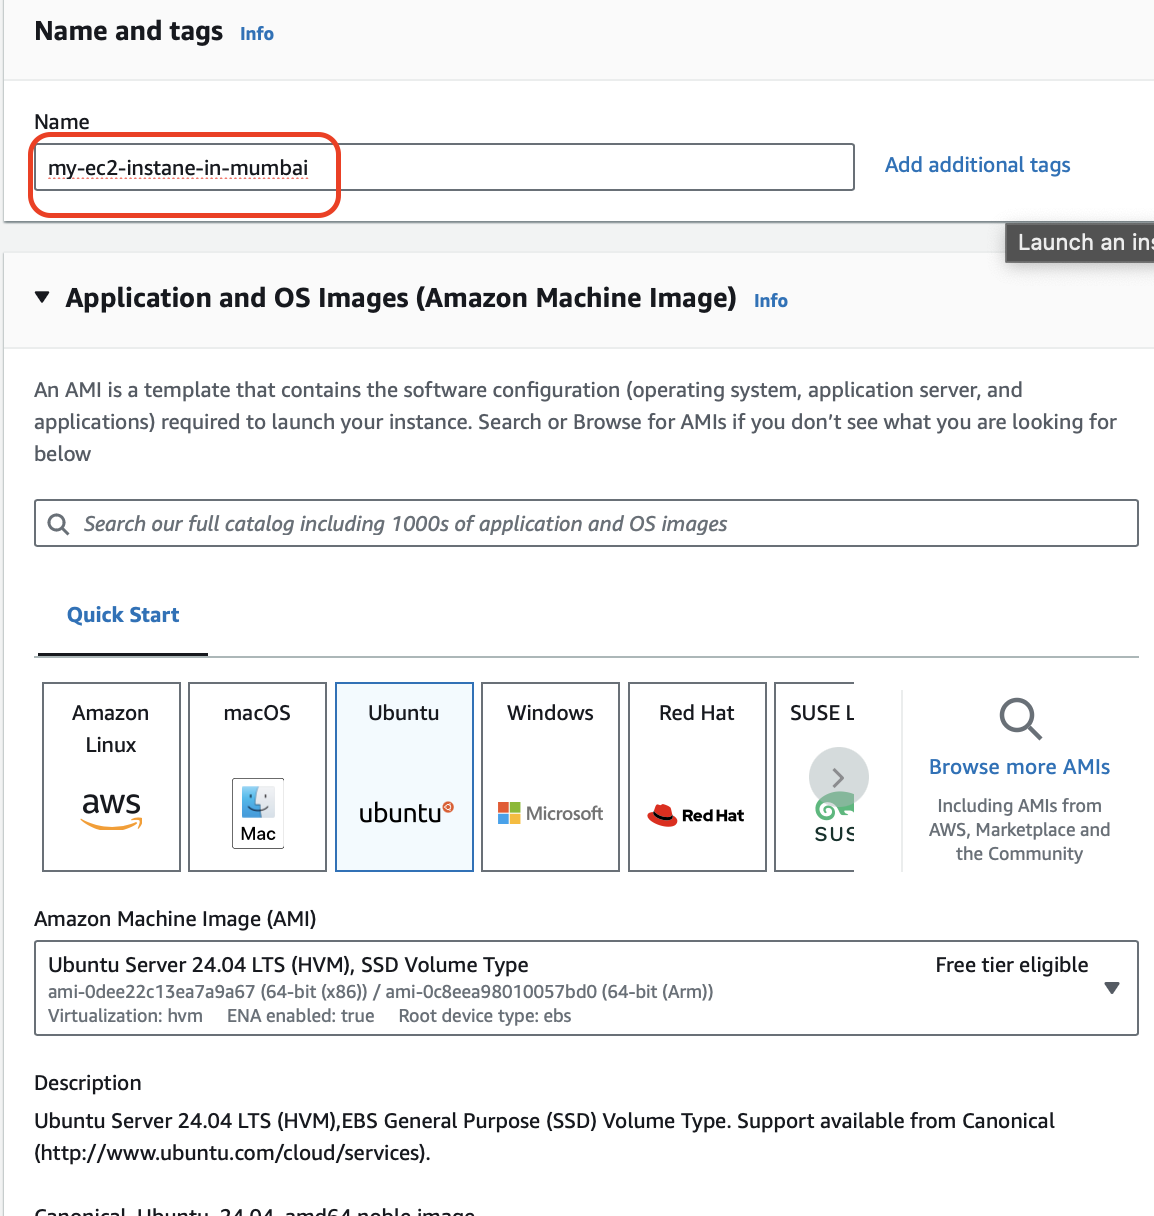 Name and tags Info
Name
my-ec2-instane-in-mumbai
Add additional tags
Launch an ins
Application and OS Images (Amazon Machine Image) Info
An AMI is a template that contains the software configuration (operating system, application server, and
applications) required to launch your instance. Search or Browse for AMIs if you don’t see what you are looking for
below
Search our full catalog including 1000s of application and OS images
Quick Start
Amazon
Linux
aws
macOS
Mac
Ubuntu
ubuntu
Windows
Microsoft
Red Hat
Red Hat
SUSE L
SUS
Browse more AMIs
Including AMIs from
AWS, Marketplace and
the Community
Amazon Machine Image (AMI)
Ubuntu Server 24.04 LTS (HVM), SSD Volume Type
Free tier eligible
ami-0dee22c13ea7a9a67 (64-bit (x86)) / ami-0c8eea98010057bd0 (64-bit (Arm))
Virtualization: hvm ENA enabled: true Root device type: ebs
Description
Ubuntu Server 24.04 LTS (HVM),EBS General Purpose (SSD) Volume Type. Support available from Canonical
(http://www.ubuntu.com/cloud/services).
Canonical, Ubuntu, 24.04, amd64 noble image